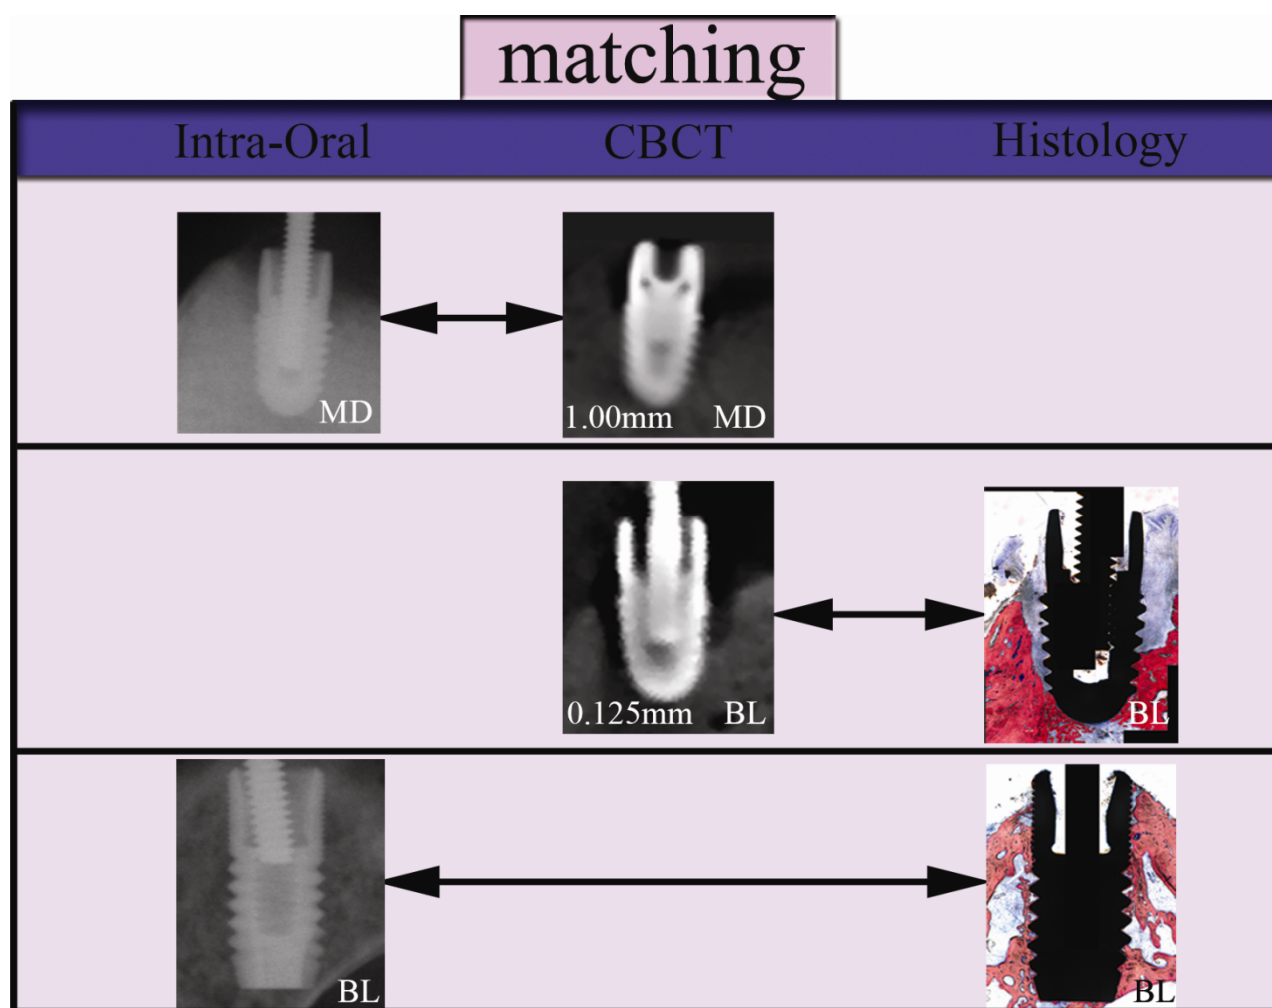 matching
Intra-Oral CBCT Histology
MD
1.00mm MD
0.125mm BL
BL
BL
BL